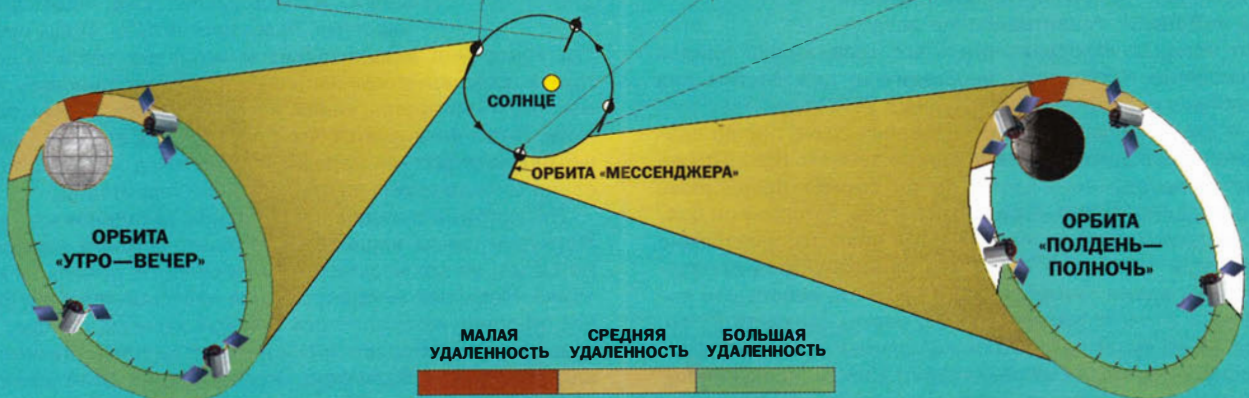 СОЛНЦЕ
ОРБИТА «МЕССЕНДЖЕРА»
ОРБИТА
«УТРО—ВЕЧЕР»
ОРБИТА
«ПОЛДЕНЬ—
ПОЛНОЧЬ»
МАЛАЯ
УДАЛЕННОСТЬ
СРЕДНЯЯ
УДАЛЕННОСТЬ
БОЛЬШАЯ
УДАЛЕННОСТЬ